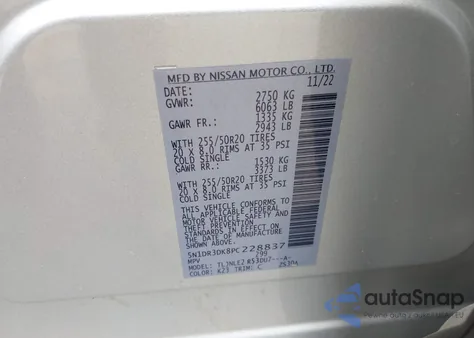 MFD BY NISSAN MOTOR CO., LTD.
DATE: 11/22
GVWR: 2750 KG
6063 LB
GAWR FR.: 1335 KG
2943 LB
WITH 255/50R20 TIRES
20 X 8.0 RIMS AT 35 PSI
COLD SINGLE
GAWR RR.: 1530 KG
3373 LB
WITH 255/50R20 TIRES
20 X 8.0 RIMS AT 35 PSI
COLD SINGLE
THIS VEHICLE CONFORMS TO
ALL APPLICABLE FEDERAL
MOTOR VEHICLE SAFETY AND
THEFT PREVENTION STANDARDS
IN EFFECT ON THE DATE OF
MANUFACTURE
SHOWN ABOVE.
5N1DR3DK8PC228837
MPV 299
MODEL: R53DU7---A-
COLOR: K23 TRIM: C
autoSnap